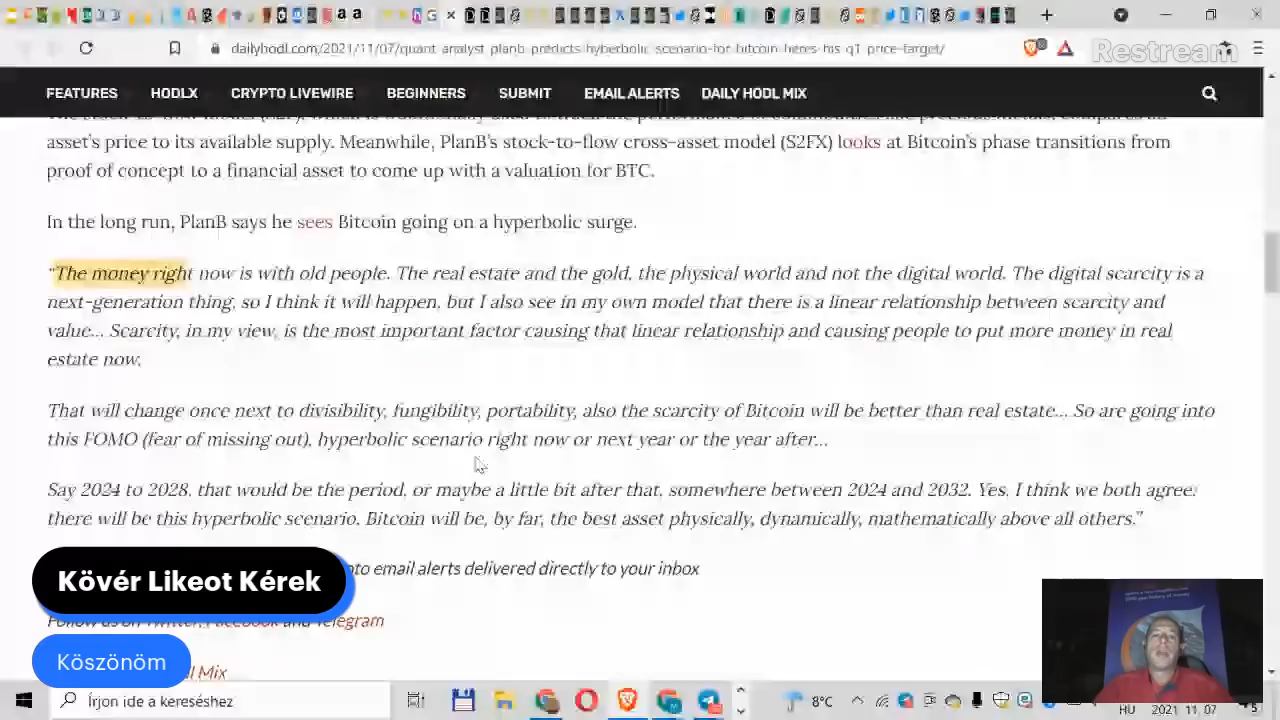 dailyhodl.com/2021/11/07/quant-analyst-planb-predicts-hyperbolic-scenario-for-bitcoin-heres-his-q1-price-target/
Restream
FEATURES HODLX CRYPTO LIVEWIRE BEGINNERS SUBMIT EMAIL ALERTS DAILY HODL MIX
asset's price to its available supply. Meanwhile, PlanB's stock-to-flow cross-asset model (S2FX) looks at Bitcoin's phase transitions from
proof of concept to a financial asset to come up with a valuation for BTC.
In the long run, PlanB says he sees Bitcoin going on a hyperbolic surge.
"The money right now is with old people. The real estate and the gold, the physical world and not the digital world. The digital scarcity is a
next-generation thing, so I think it will happen, but I also see in my own model that there is a linear relationship between scarcity and
value... Scarcity, in my view, is the most important factor causing that linear relationship and causing people to put more money in real
estate now.
That will change once next to divisibility, fungibility, portability, also the scarcity of Bitcoin will be better than real estate... So are going into
this FOMO (fear of missing out), hyperbolic scenario right now or next year or the year after...
Say 2024 to 2028, that would be the period, or maybe a little bit after that, somewhere between 2024 and 2032. Yes, I think we both agree:
there will be this hyperbolic scenario. Bitcoin will be, by far, the best asset physically, dynamically, mathematically above all others."
email alerts delivered directly to your inbox
Kövér Likeot Kérek
Follow us on Twitter, Facebook and Telegram
Köszönöm
Mix
Írjon ide a kereséshez
8°C
HU
2021 11 07